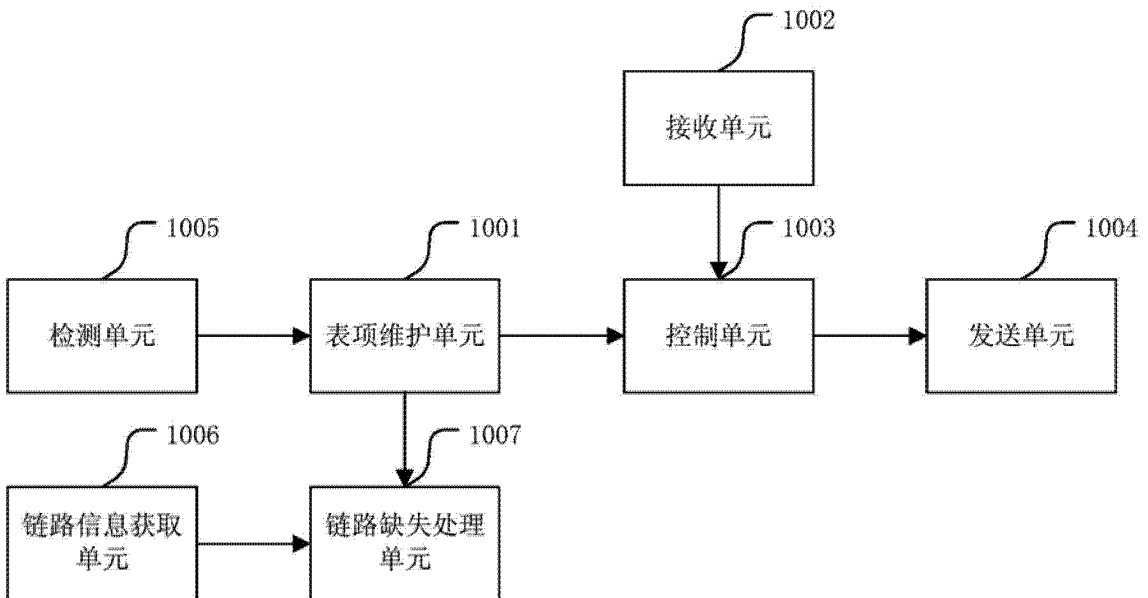 1002
接收单元
1005
1001
1003
1004
检测单元
表项维护单元
控制单元
发送单元
1006
1007
链路信息获取
单元
链路缺失处理
单元